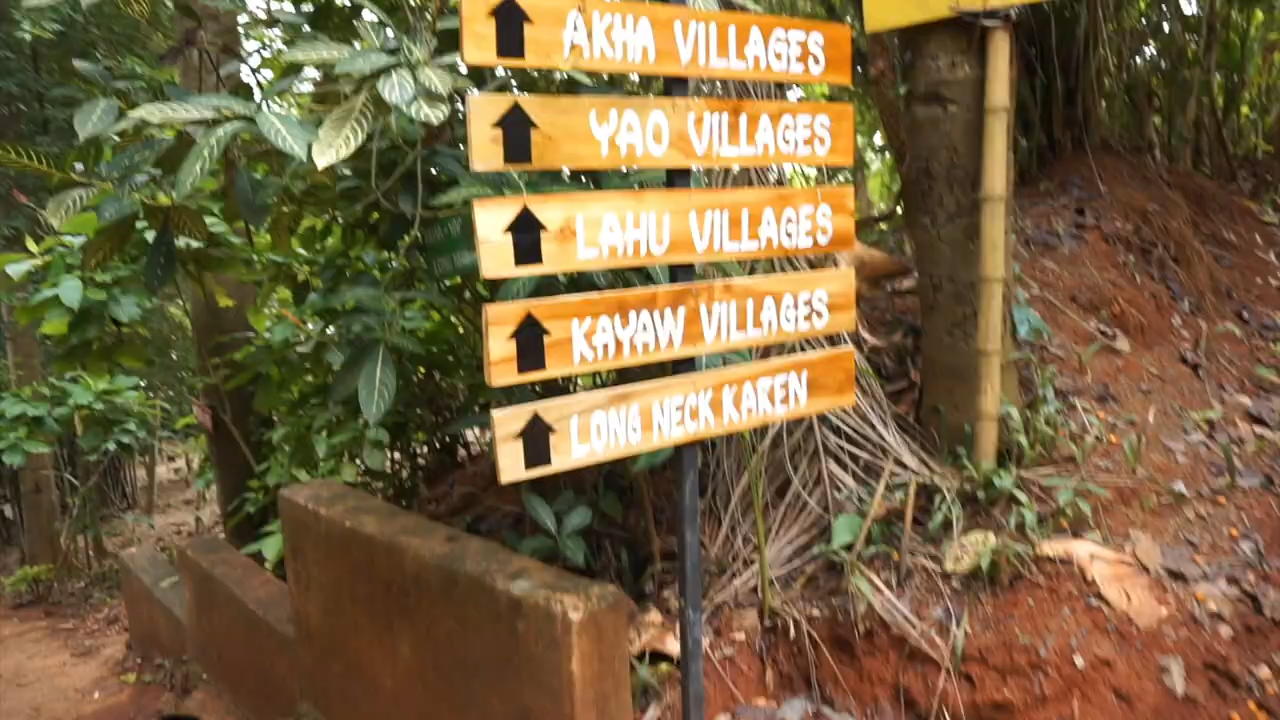 AKHA VILLAGES
YAO VILLAGES
LAHU VILLAGES
KAYAW VILLAGES
LONG NECK KAREN